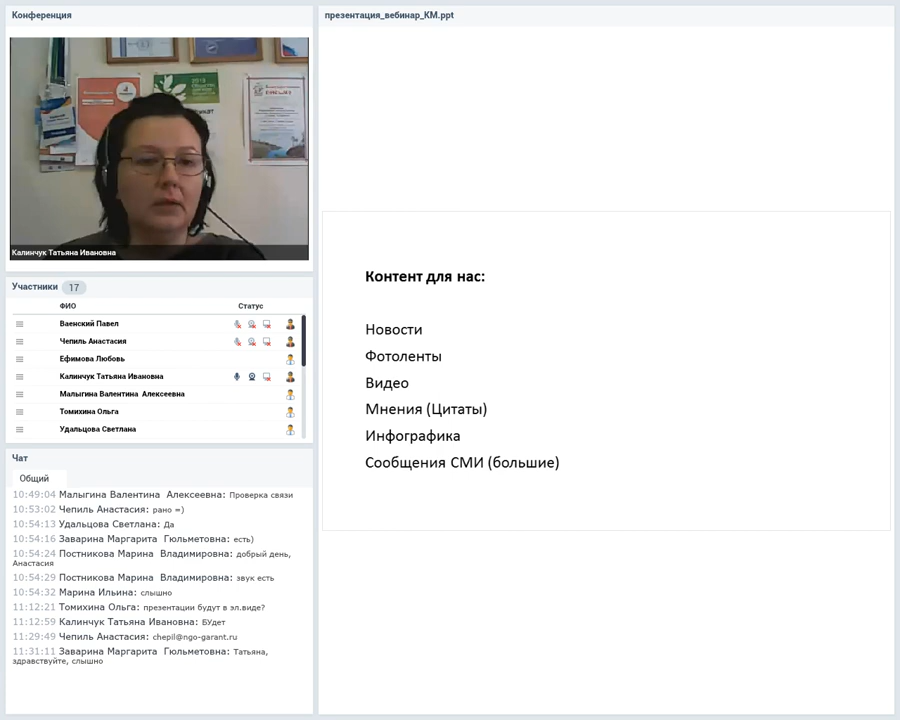 Конференция
2013
Калинчук Татьяна Ивановна
Участники 17
ФИО Статус
Ваенский Павел
Чепиль Анастасия
Ефимова Любовь
Калинчук Татьяна Ивановна
Малыгина Валентина Алексеевна
Томихина Ольга
Удальцова Светлана
Чат
Общий
10:49:04 Малыгина Валентина Алексеевна: Проверка связи
10:53:02 Чепиль Анастасия: рано =)
10:54:13 Удальцова Светлана: Да
10:54:16 Заварина Маргарита Гюльметовна: есть)
10:54:24 Постникова Марина Владимировна: добрый день,
Анастасия
10:54:29 Постникова Марина Владимировна: звук есть
10:54:32 Марина Ильина: слышно
11:12:21 Томихина Ольга: презентации будут в эл.виде?
11:12:59 Калинчук Татьяна Ивановна: БУдет
11:29:49 Чепиль Анастасия: chepil@ngo-garant.ru
11:31:11 Заварина Маргарита Гюльметовна: Татьяна,
здравствуйте, слышно
презентация_вебинар_КМ.ppt
Контент для нас:
Новости
Фотоленты
Видео
Мнения (Цитаты)
Инфографика
Сообщения СМИ (большие)